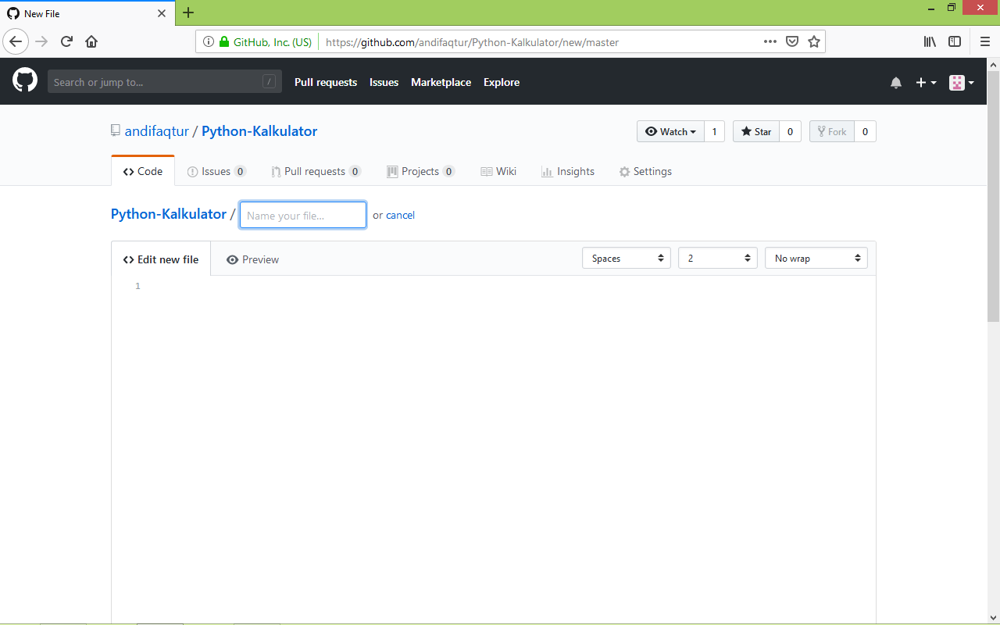 New File
GitHub, Inc. (US) https://github.com/andifaqtur/Python-Kalkulator/new/master
Search or jump to... / Pull requests Issues Marketplace Explore
andifaqtur / Python-Kalkulator Watch 1 Star 0 Fork 0
Code Issues 0 Pull requests 0 Projects 0 Wiki Insights Settings
Python-Kalkulator / Name your file... or cancel
Edit new file Preview Spaces 2 No wrap
1